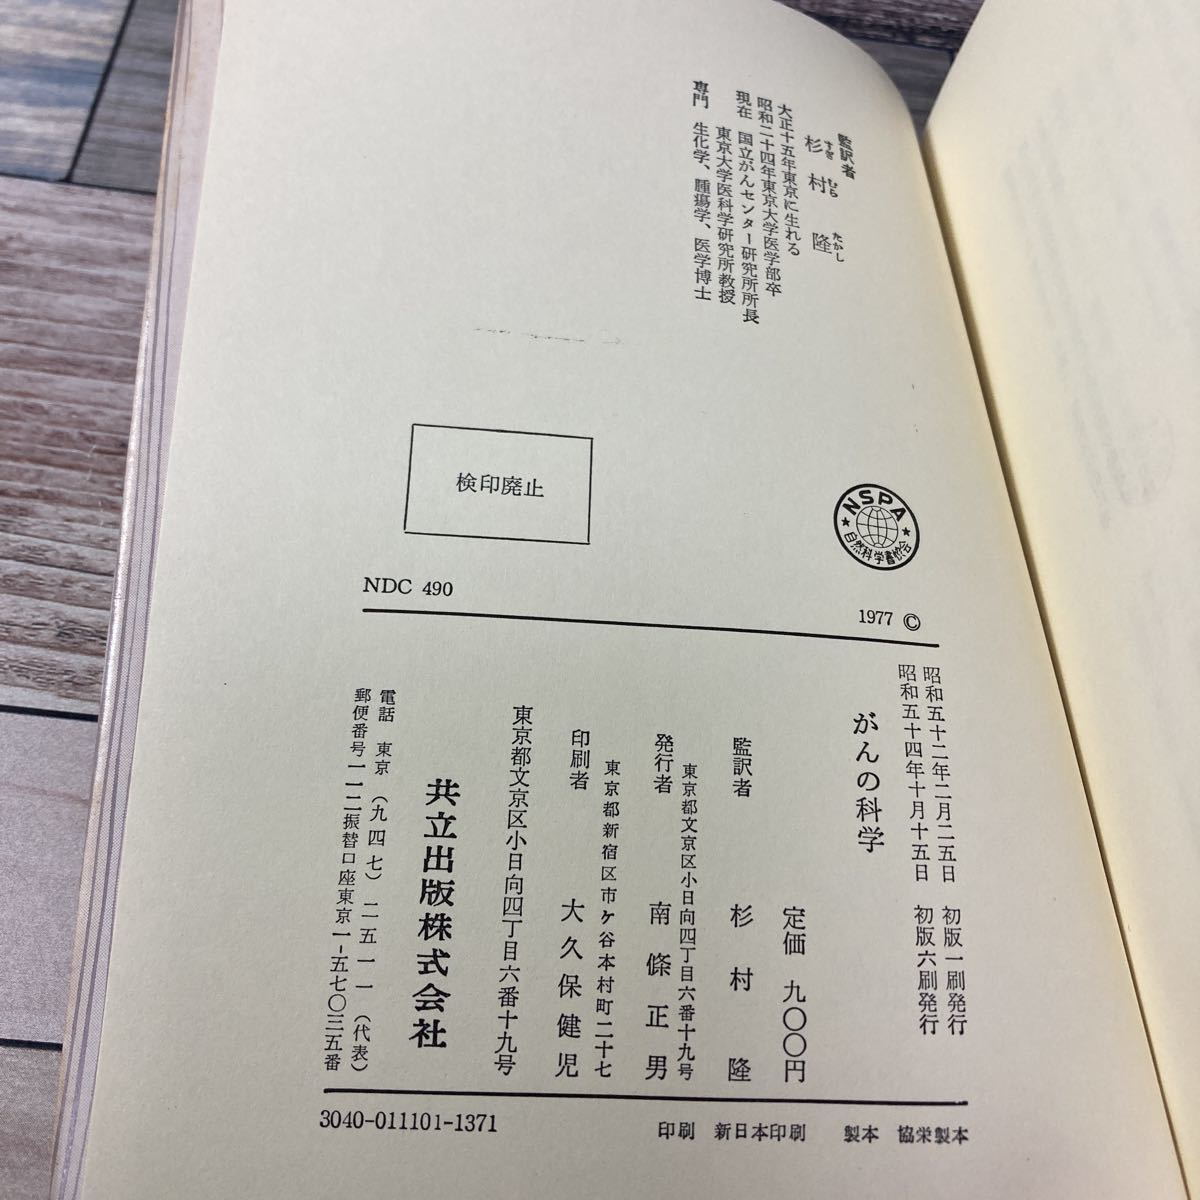 監訳者
杉村 隆
すぎ むら たかし
大正十五年東京に生れる
昭和二十四年東京大学医学部卒
現在 国立がんセンター研究所所長
東京大学医科学研究所教授
専門 生化学、腫瘍学、医学博士
検印廃止
NSPA
自然科学書協会
NDC 490
1977 ©
昭和五十二年二月二五日 初版一刷発行
昭和五十四年十月十五日 初版六刷発行
がんの科学
定価 九〇〇円
監訳者 杉村隆
東京都文京区小日向四丁目六番十九号
発行者 南條正男
東京都新宿区市ケ谷本村町二十七
印刷者 大久保健児
東京都文京区小日向四丁目六番十九号
共立出版株式会社
電話 東京(九四七)二五一一(代表)
郵便番号一一二振替口座東京一-五七〇三五番
3040-011101-1371
印刷 新日本印刷 製本 協栄製本